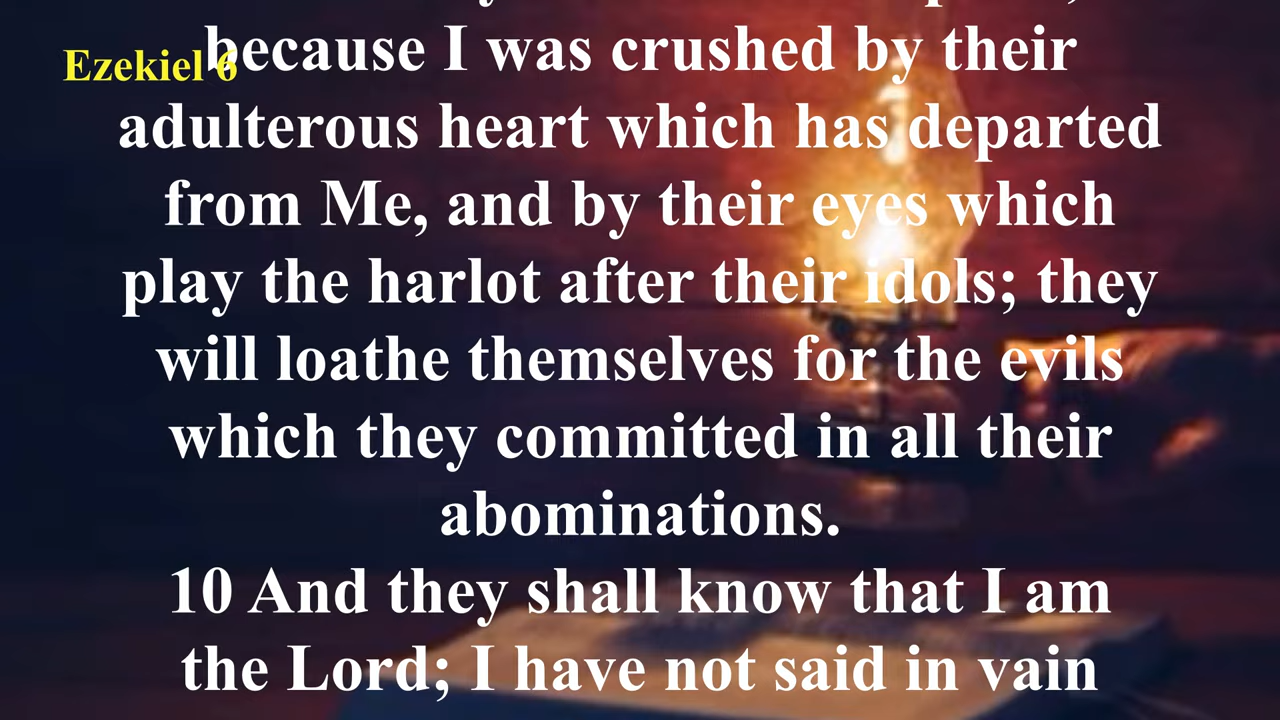 Ezekiel 6
because I was crushed by their
adulterous heart which has departed
from Me, and by their eyes which
play the harlot after their idols; they
will loathe themselves for the evils
which they committed in all their
abominations.
10 And they shall know that I am
the Lord; I have not said in vain